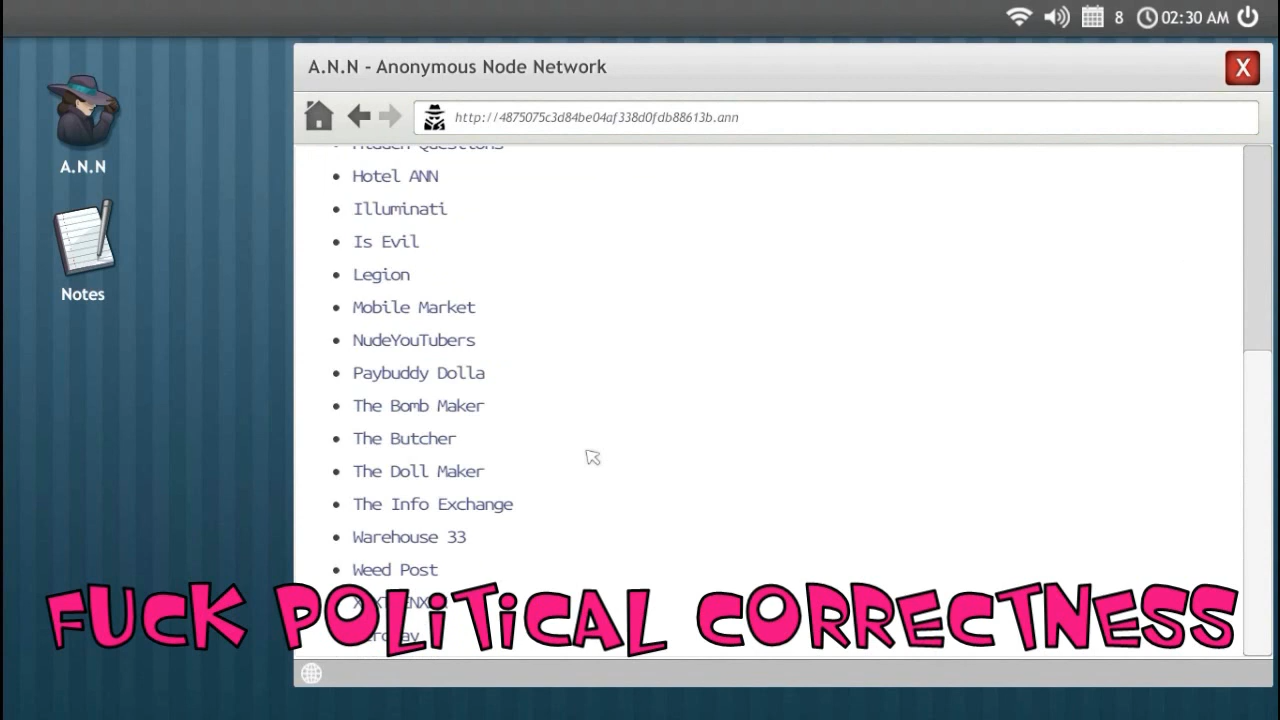 8 02:30 AM
A.N.N - Anonymous Node Network
X
http://4875075c3d84be04af338d0fdb88613b.ann
A.N.N
Notes
Hidden Questions
Hotel ANN
Illuminati
Is Evil
Legion
Mobile Market
NudeYouTubers
Paybuddy Dolla
The Bomb Maker
The Butcher
The Doll Maker
The Info Exchange
Warehouse 33
Weed Post
FUCK POLITICAL CORRECTNESS